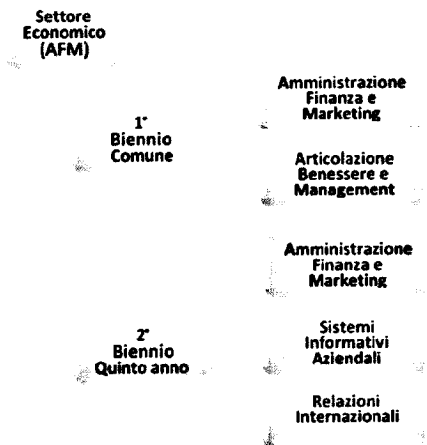 Settore
Economico
(AFM)
Amministrazione
Finanza e
Marketing
1°
Biennio
Comune
Articolazione
Benessere e
Management
Amministrazione
Finanza e
Marketing
2°
Biennio
Quinto anno
Sistemi
Informativi
Aziendali
Relazioni
Internazionali